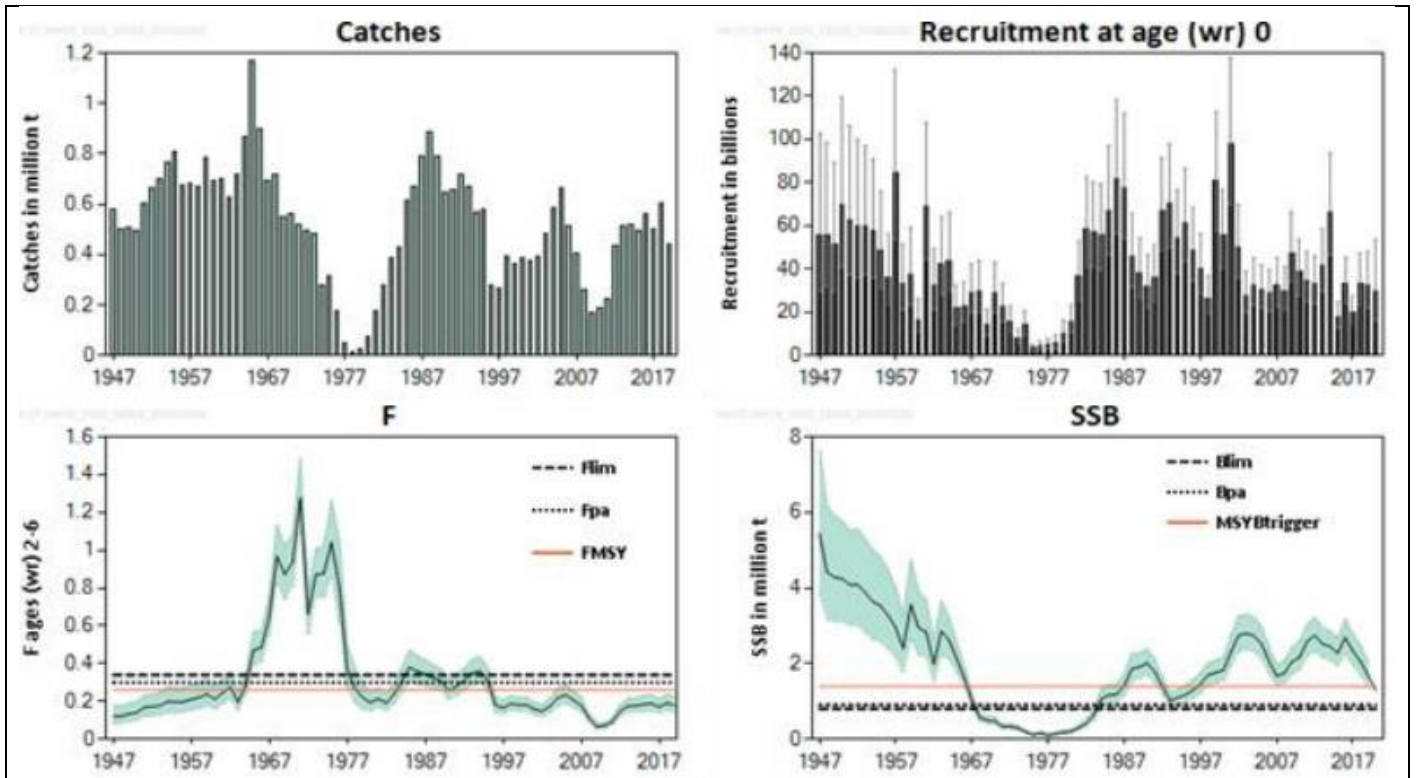 Catches
Catches in million t
1.2
1
0.8
0.6
0.4
0.2
0
1947 1957 1967 1977 1987 1997 2007 2017
Recruitment at age (wr) 0
Recruitment in billions
140
120
100
80
60
40
20
0
1947 1957 1967 1977 1987 1997 2007 2017
F
F ages (wr) 2-6
1.6
1.4
1.2
1
0.8
0.6
0.4
0.2
0
Flim
Fpa
FMSY
1947 1957 1967 1977 1987 1997 2007 2017
SSB
SSB in million t
8
6
4
2
0
Blim
Bpa
MSYBtrigger
1947 1957 1967 1977 1987 1997 2007 2017